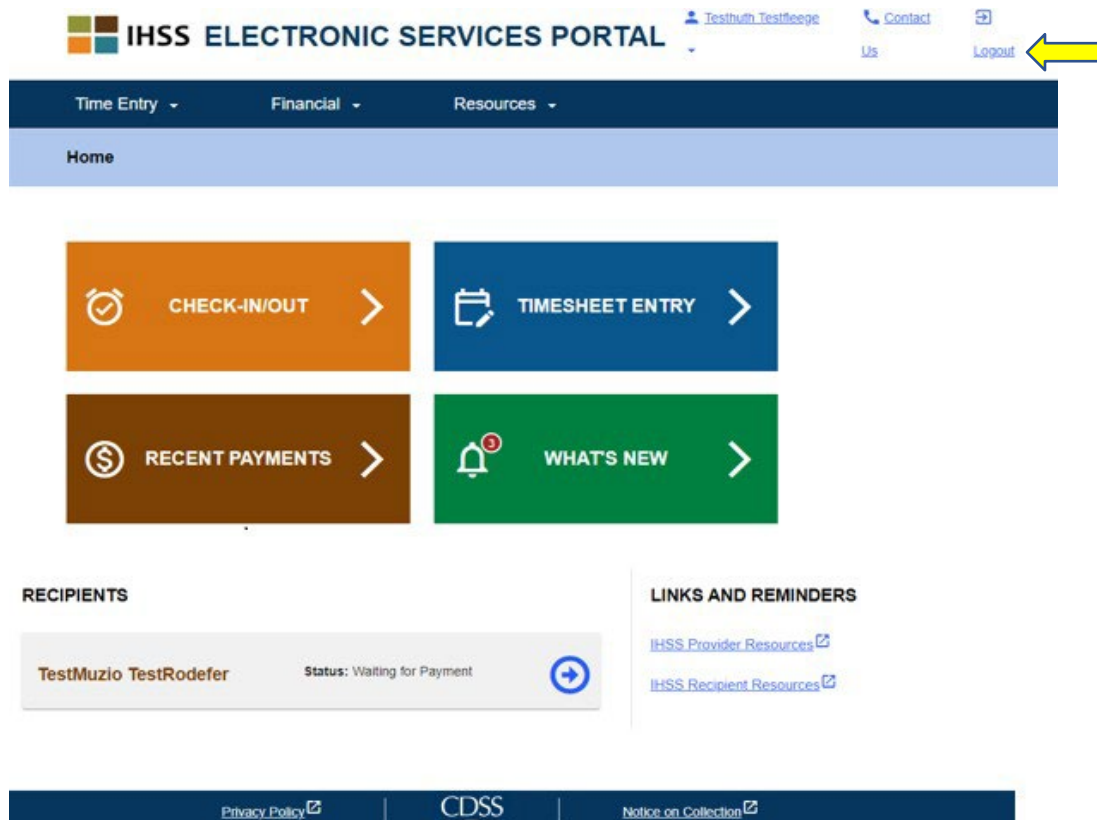 IHSS ELECTRONIC SERVICES PORTAL
Testhuth Testfleege
Contact Us
Logout
Time Entry
Financial
Resources
Home
CHECK-IN/OUT
TIMESHEET ENTRY
RECENT PAYMENTS
3
WHAT'S NEW
RECIPIENTS
TestMuzio TestRodefer
Status: Waiting for Payment
LINKS AND REMINDERS
IHSS Provider Resources
IHSS Recipient Resources
Privacy Policy
CDSS
Notice on Collection